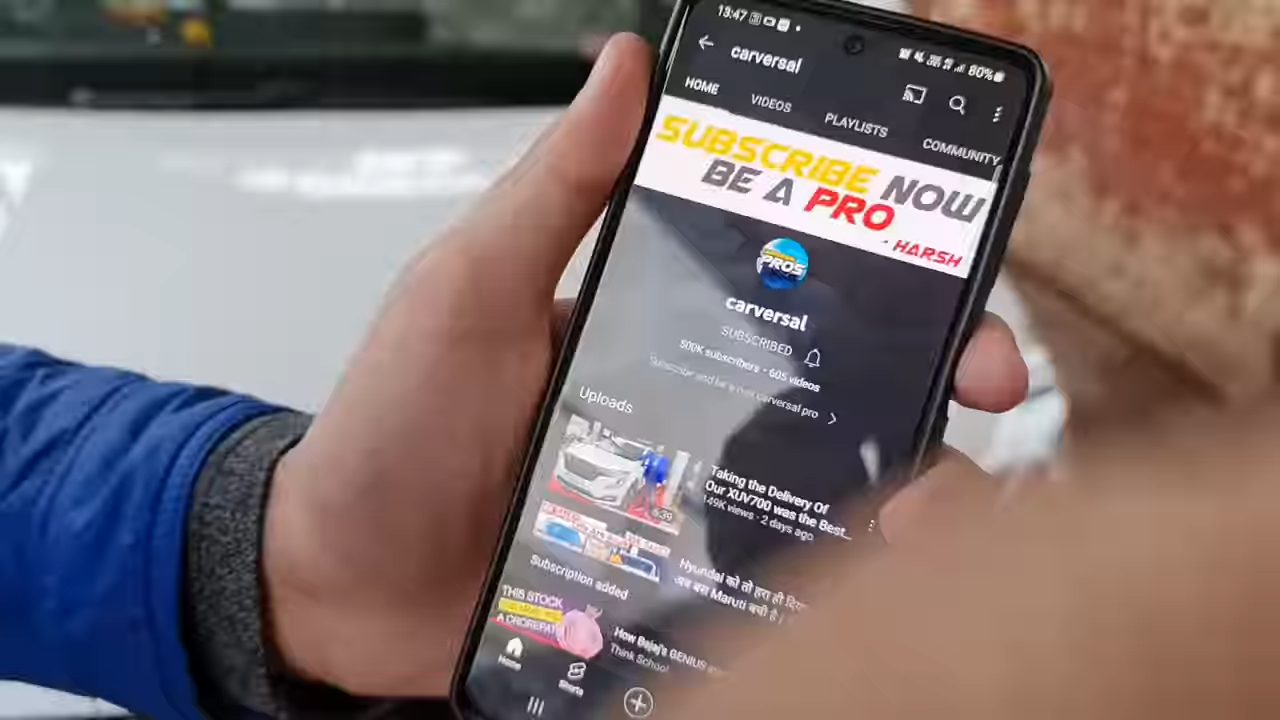 13:47
80%
carversal
HOME VIDEOS PLAYLISTS COMMUNITY
SUBSCRIBE NOW
BE A PRO
- HARSH
PROS
carversal
SUBSCRIBED
500K subscribers • 605 videos
Subscribe and be a real carversal pro
Uploads
Taking the Delivery Of
Our XUV700 was the Best...
149K views • 2 days ago
6:39
Hyundai को तो हरा ही
अब बस Maruti बची है।
Subscription added
THIS STOCK
How Bajaj's GENIUS
Think School
Home
Shorts